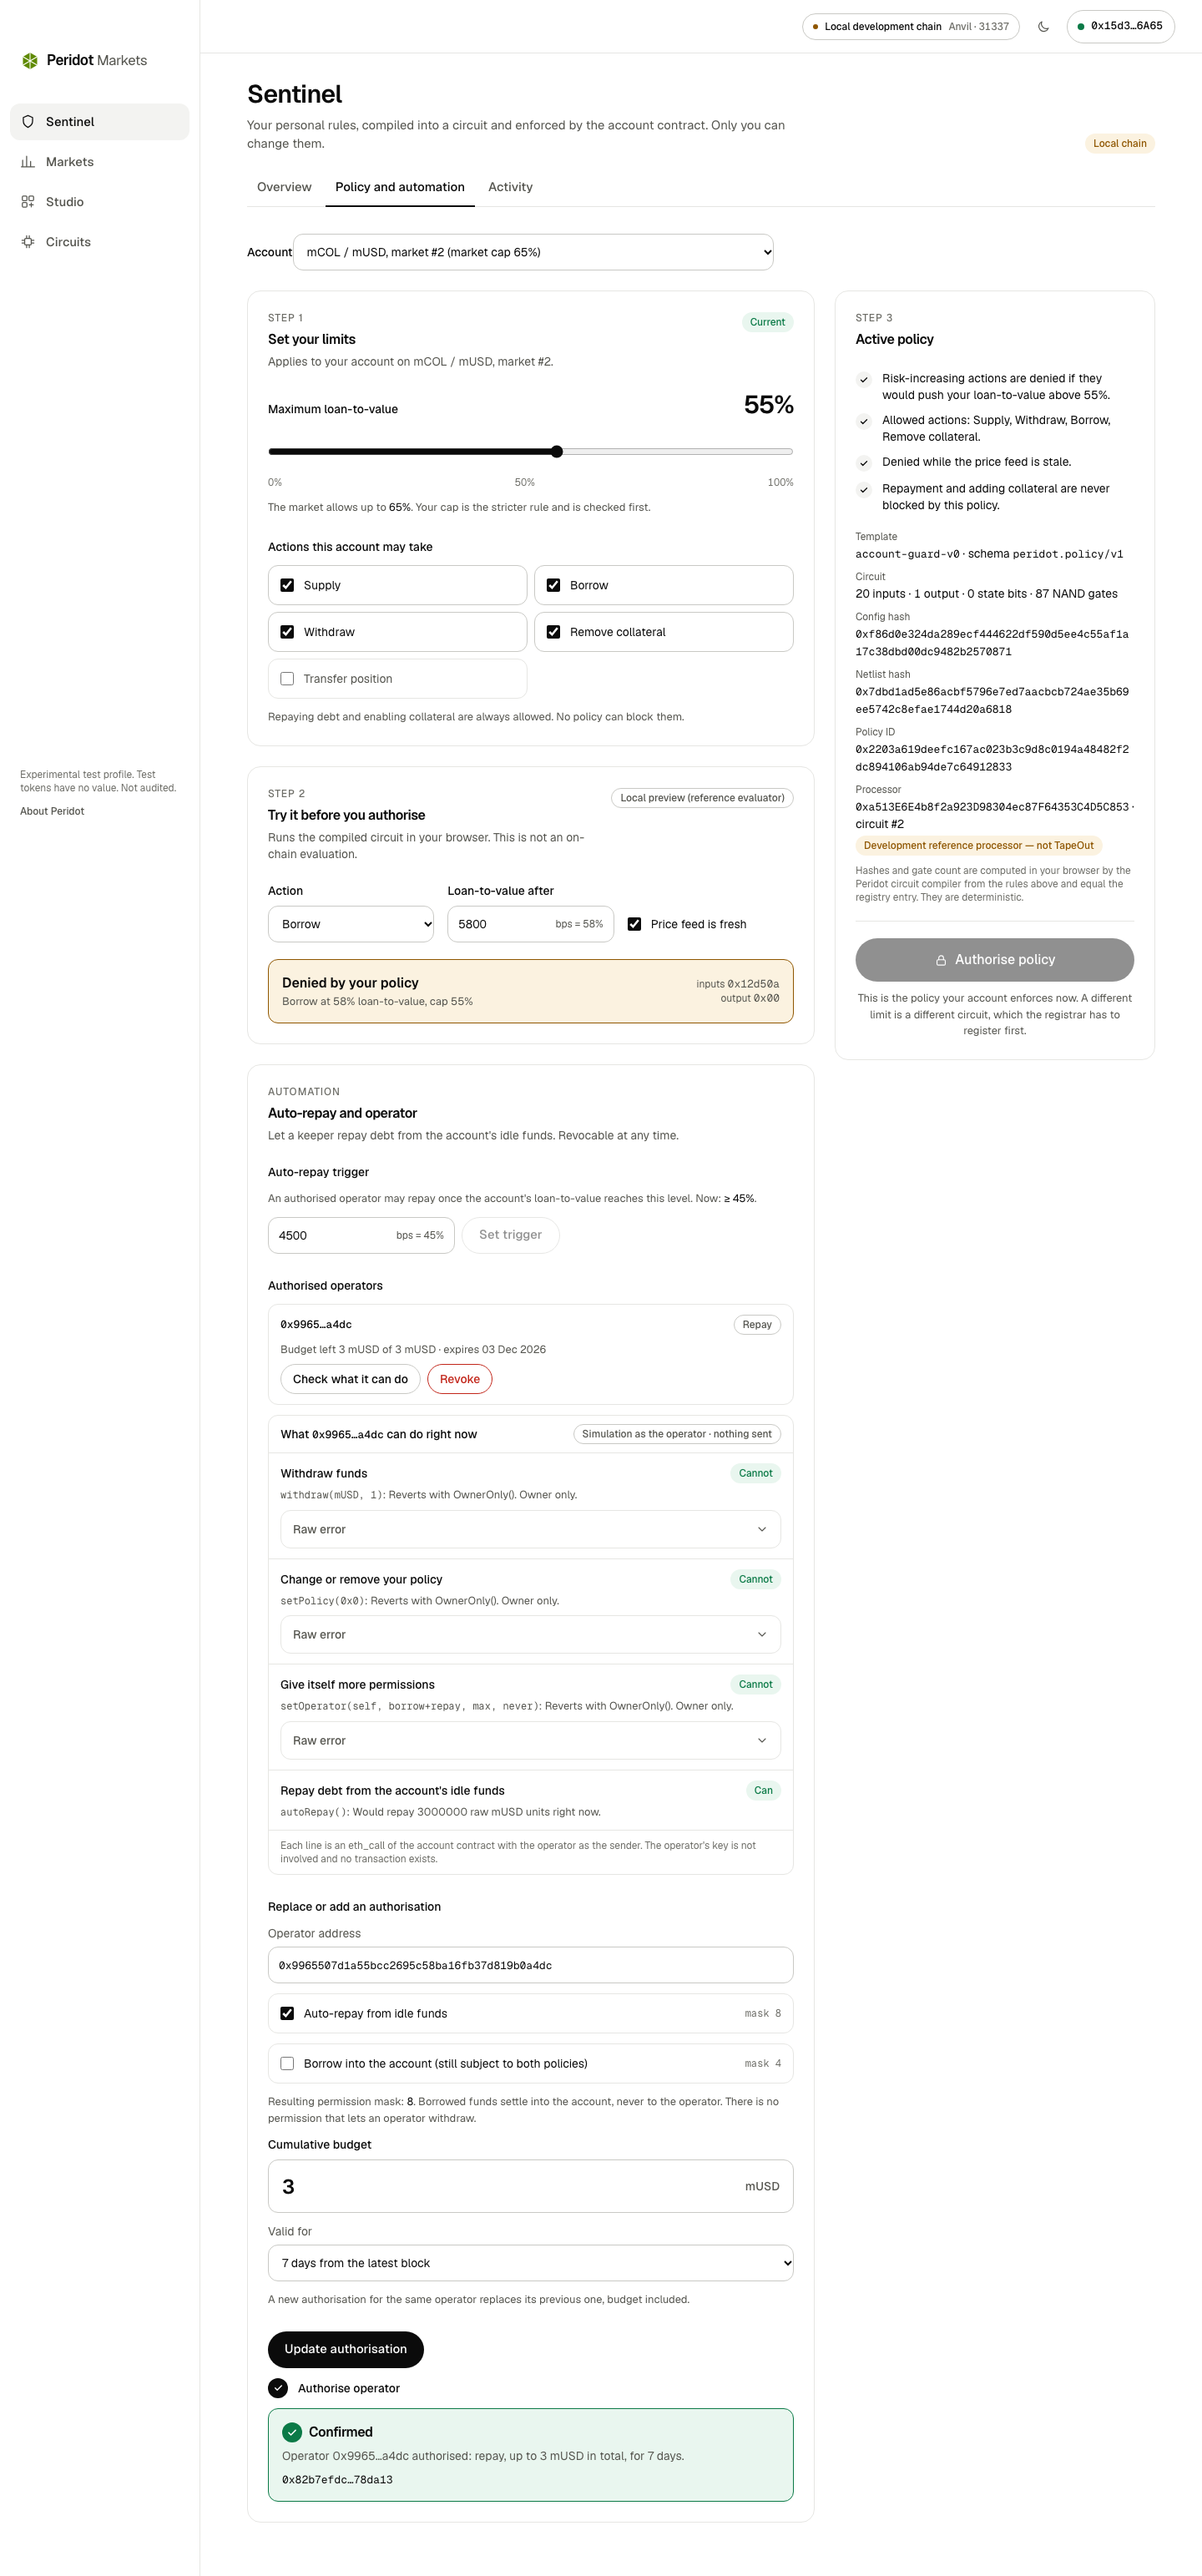 Local development chain Anvil · 31337
0x15d3…6A65
Peridot Markets
Sentinel
Markets
Studio
Circuits
Experimental test profile. Test
tokens have no value. Not audited.
About Peridot
Sentinel
Your personal rules, compiled into a circuit and enforced by the account contract. Only you can
change them.
Local chain
Overview
Policy and automation
Activity
Account
mCOL / mUSD, market #2 (market cap 65%)
STEP 1
Current
Set your limits
Applies to your account on mCOL / mUSD, market #2.
Maximum loan-to-value
55%
0%
50%
100%
The market allows up to 65%. Your cap is the stricter rule and is checked first.
Actions this account may take
Supply
Borrow
Withdraw
Remove collateral
Transfer position
Repaying debt and enabling collateral are always allowed. No policy can block them.
STEP 2
Local preview (reference evaluator)
Try it before you authorise
Runs the compiled circuit in your browser. This is not an on-
chain evaluation.
Action
Loan-to-value after
Borrow
5800
bps = 58%
Price feed is fresh
Denied by your policy
Borrow at 58% loan-to-value, cap 55%
inputs 0x12d50a
output 0x00
AUTOMATION
Auto-repay and operator
Let a keeper repay debt from the account's idle funds. Revocable at any time.
Auto-repay trigger
An authorised operator may repay once the account's loan-to-value reaches this level. Now: ≥ 45%.
4500
bps = 45%
Set trigger
Authorised operators
0x9965…a4dc
Repay
Budget left 3 mUSD of 3 mUSD · expires 03 Dec 2026
Check what it can do
Revoke
What 0x9965…a4dc can do right now
Simulation as the operator · nothing sent
Withdraw funds
Cannot
withdraw(mUSD, 1): Reverts with OwnerOnly(). Owner only.
Raw error
Change or remove your policy
Cannot
setPolicy(0x0): Reverts with OwnerOnly(). Owner only.
Raw error
Give itself more permissions
Cannot
setOperator(self, borrow+repay, max, never): Reverts with OwnerOnly(). Owner only.
Raw error
Repay debt from the account's idle funds
Can
autoRepay(): Would repay 3000000 raw mUSD units right now.
Each line is an eth_call of the account contract with the operator as the sender. The operator's key is not
involved and no transaction exists.
Replace or add an authorisation
Operator address
0x9965507d1a55bcc2695c58ba16fb37d819b0a4dc
Auto-repay from idle funds
mask 8
Borrow into the account (still subject to both policies)
mask 4
Resulting permission mask: 8. Borrowed funds settle into the account, never to the operator. There is no
permission that lets an operator withdraw.
Cumulative budget
3
mUSD
Valid for
7 days from the latest block
A new authorisation for the same operator replaces its previous one, budget included.
Update authorisation
Authorise operator
Confirmed
Operator 0x9965…a4dc authorised: repay, up to 3 mUSD in total, for 7 days.
0x82b7efdc…78da13
STEP 3
Active policy
Risk-increasing actions are denied if they
would push your loan-to-value above 55%.
Allowed actions: Supply, Withdraw, Borrow,
Remove collateral.
Denied while the price feed is stale.
Repayment and adding collateral are never
blocked by this policy.
Template
account-guard-v0 · schema peridot.policy/v1
Circuit
20 inputs · 1 output · 0 state bits · 87 NAND gates
Config hash
0xf86d0e324da289ecf444622df590d5ee4c55af1a
17c38dbd00dc9482b2570871
Netlist hash
0x7dbd1ad5e86acbf5796e7ed7aacbcb724ae35b69
ee5742c8efae1744d20a6818
Policy ID
0x2203a619deefc167ac023b3c9d8c0194a48482f2
dc894106ab94de7c64912833
Processor
0xa513E6E4b8f2a923D98304ec87F64353C4D5C853 ·
circuit #2
Development reference processor — not TapeOut
Hashes and gate count are computed in your browser by the
Peridot circuit compiler from the rules above and equal the
registry entry. They are deterministic.
Authorise policy
This is the policy your account enforces now. A different
limit is a different circuit, which the registrar has to
register first.